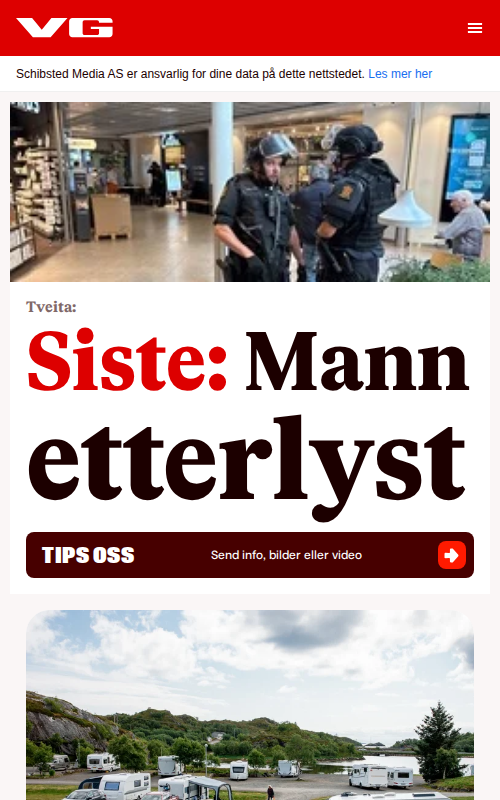 VG
Schibsted Media AS er ansvarlig for dine data på dette nettstedet. Les mer her
Tveita:
Siste: Mann
etterlyst
TIPS OSS
Send info, bilder eller video